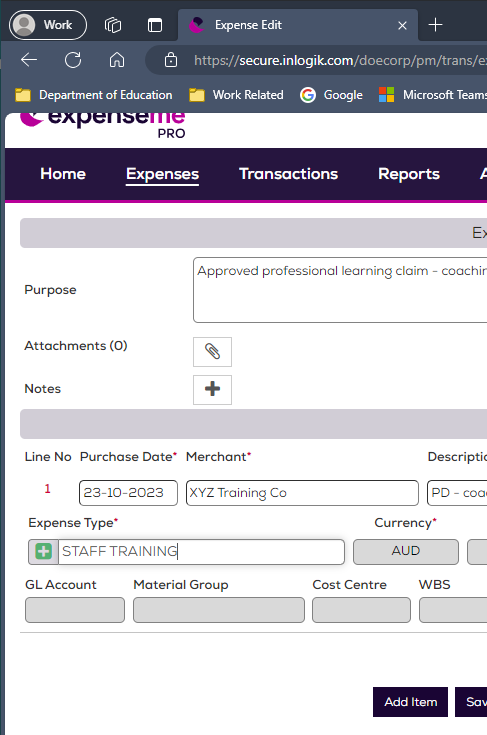 Work
Expense Edit
https://secure.inlogik.com/doecorp/pm/trans/e
Department of Education Work Related Google Microsoft Teams
expenseme
PRO
Home Expenses Transactions Reports A
Ex
Purpose
Approved professional learning claim - coachin
Attachments (0)
Notes
Line No Purchase Date* Merchant* Descriptio
1 23-10-2023 XYZ Training Co PD - coac
Expense Type* Currency*
STAFF TRAINING AUD
GL Account Material Group Cost Centre WBS
Add Item Sav